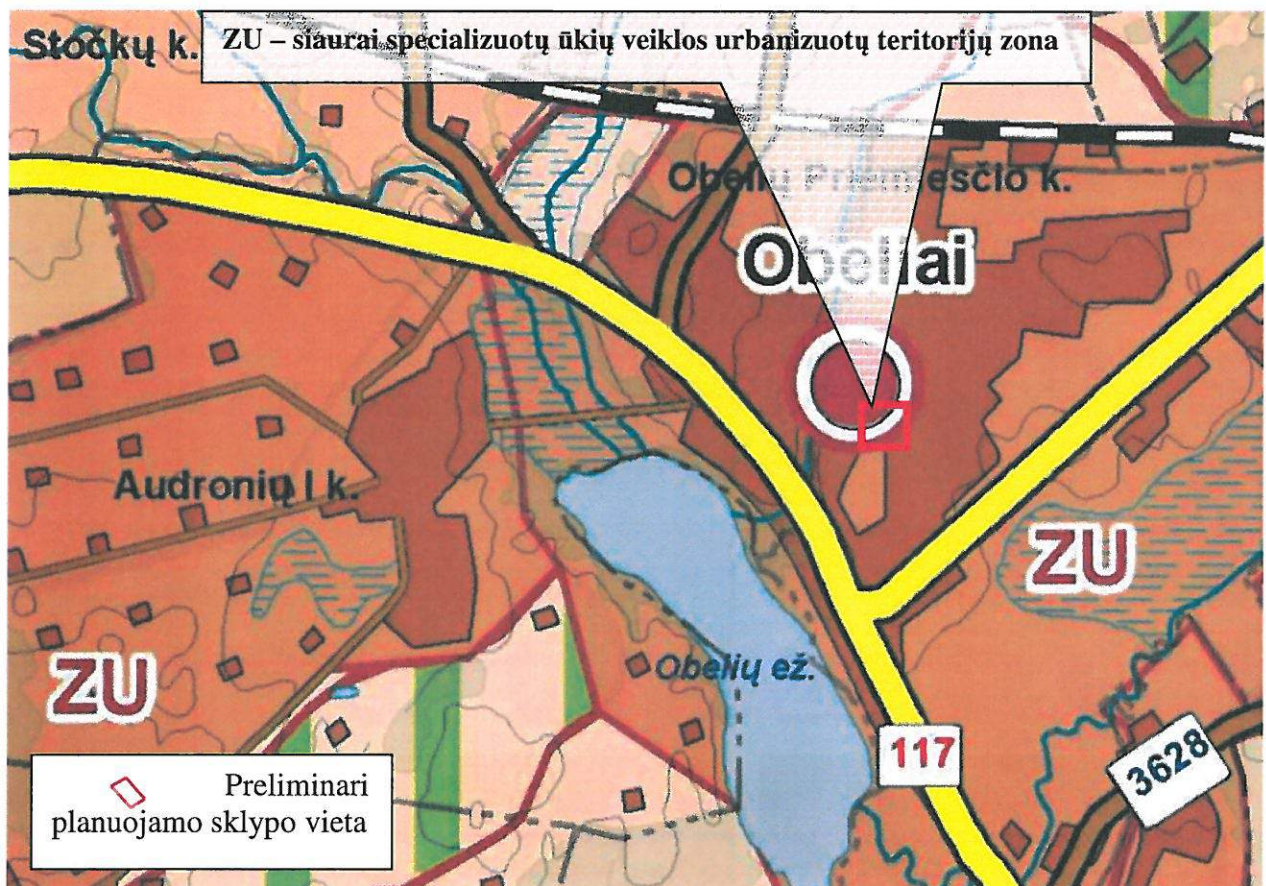 Stočkų k.
ZU – siaurai specializuotų ūkių veiklos urbanizuotų teritorijų zona
Obelių Priemiesčio k.
Obeliai
Audronių I k.
ZU
ZU
Obelių ež.
117
3628
Preliminari
planuojamo sklypo vieta